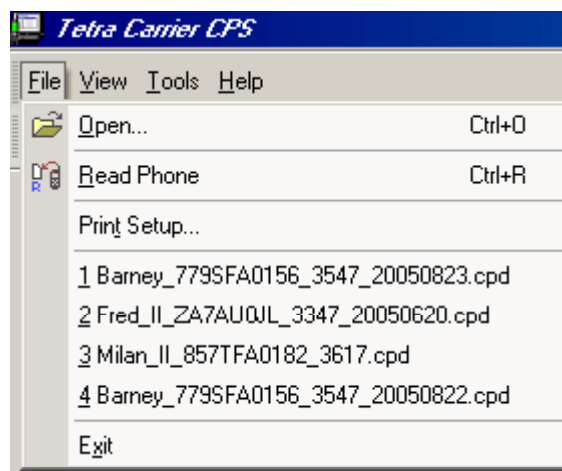 Tetra Carrier CPS
File View Tools Help
Open... Ctrl+O
Read Phone Ctrl+R
Print Setup...
1 Barney_779SFA0156_3547_20050823.cpd
2 Fred_II_ZA7AU0JL_3347_20050620.cpd
3 Milan_II_857TFA0182_3617.cpd
4 Barney_779SFA0156_3547_20050822.cpd
Exit